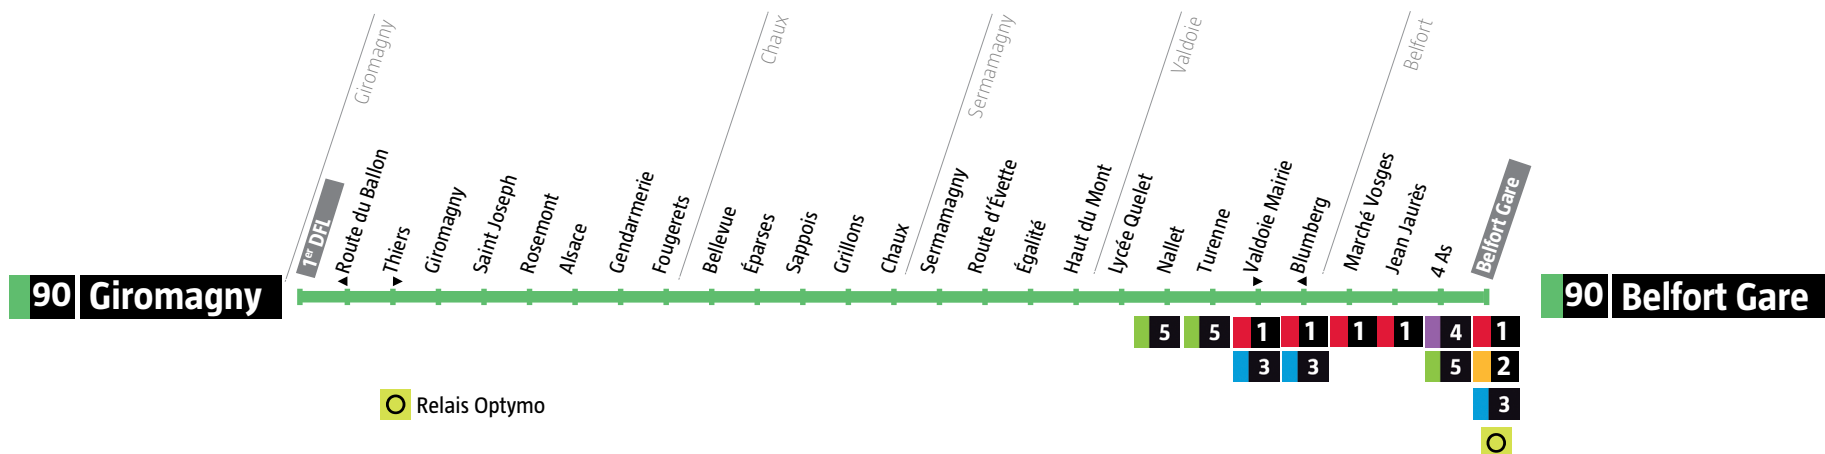 Giromagny
Chaux
Sermamagny
Valdoie
Belfort
1er DFL
Route du Ballon
Thiers
Giromagny
Saint Joseph
Rosemont
Alsace
Gendarmerie
Fougerets
Bellevue
Éparses
Sappois
Grillons
Chaux
Sermamagny
Route d'Évette
Égalité
Haut du Mont
Lycée Quelet
Nallet
Turenne
Valdoie Mairie
Blumberg
Marché Vosges
Jean Jaurès
4 As
Belfort Gare
90 Giromagny
90 Belfort Gare
5 5 1 1 1 1 4 1
3 3 5 2
3
Relais Optymo